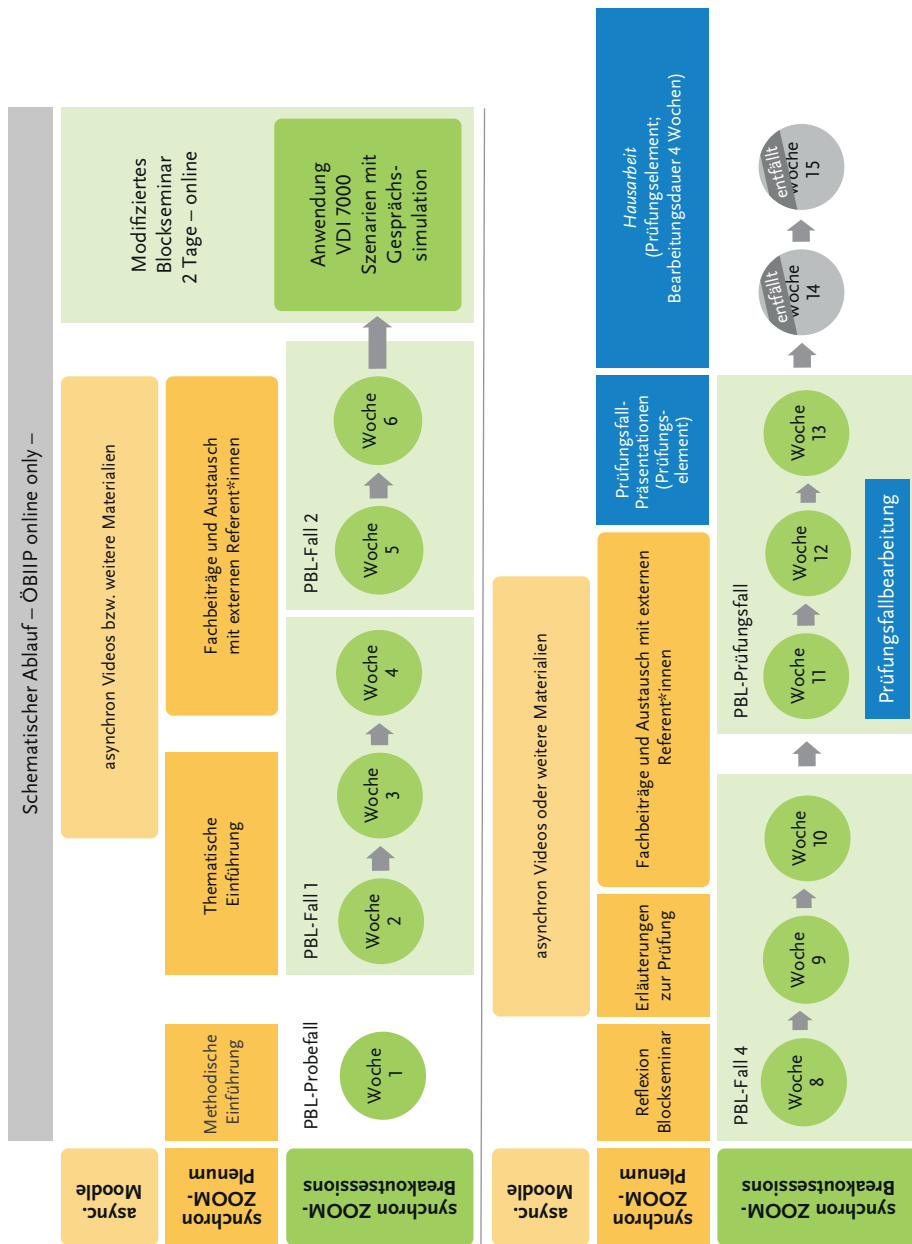 Schematischer Ablauf – ÖBIIP online only –
async.
Moodle
asynchron Videos bzw. weitere Materialien
Modifiziertes
Blockseminar
2 Tage – online
synchron
ZOOM-
Plenum
Methodische
Einführung
Thematische
Einführung
Fachbeiträge und Austausch
mit externen Referent*innen
synchron ZOOM-
Breakoutsessions
PBL-Probefall
Woche
1
PBL-Fall 1
Woche
2
Woche
3
Woche
4
PBL-Fall 2
Woche
5
Woche
6
Anwendung
VDI 7000
Szenarien mit
Gesprächs-
simulation
async.
Moodle
asynchron Videos oder weitere Materialien
synchron
ZOOM-
Plenum
Reflexion
Blockseminar
Erläuterungen
zur Prüfung
Fachbeiträge und Austausch mit externen
Referent*innen
Prüfungsfall-
Präsentationen
(Prüfungs-
element)
Hausarbeit
(Prüfungselement;
Bearbeitungsdauer 4 Wochen)
synchron ZOOM-
Breakoutsessions
PBL-Fall 4
Woche
8
Woche
9
Woche
10
PBL-Prüfungsfall
Woche
11
Woche
12
Woche
13
Prüfungsfallbearbeitung
entfällt
Woche
14
entfällt
Woche
15